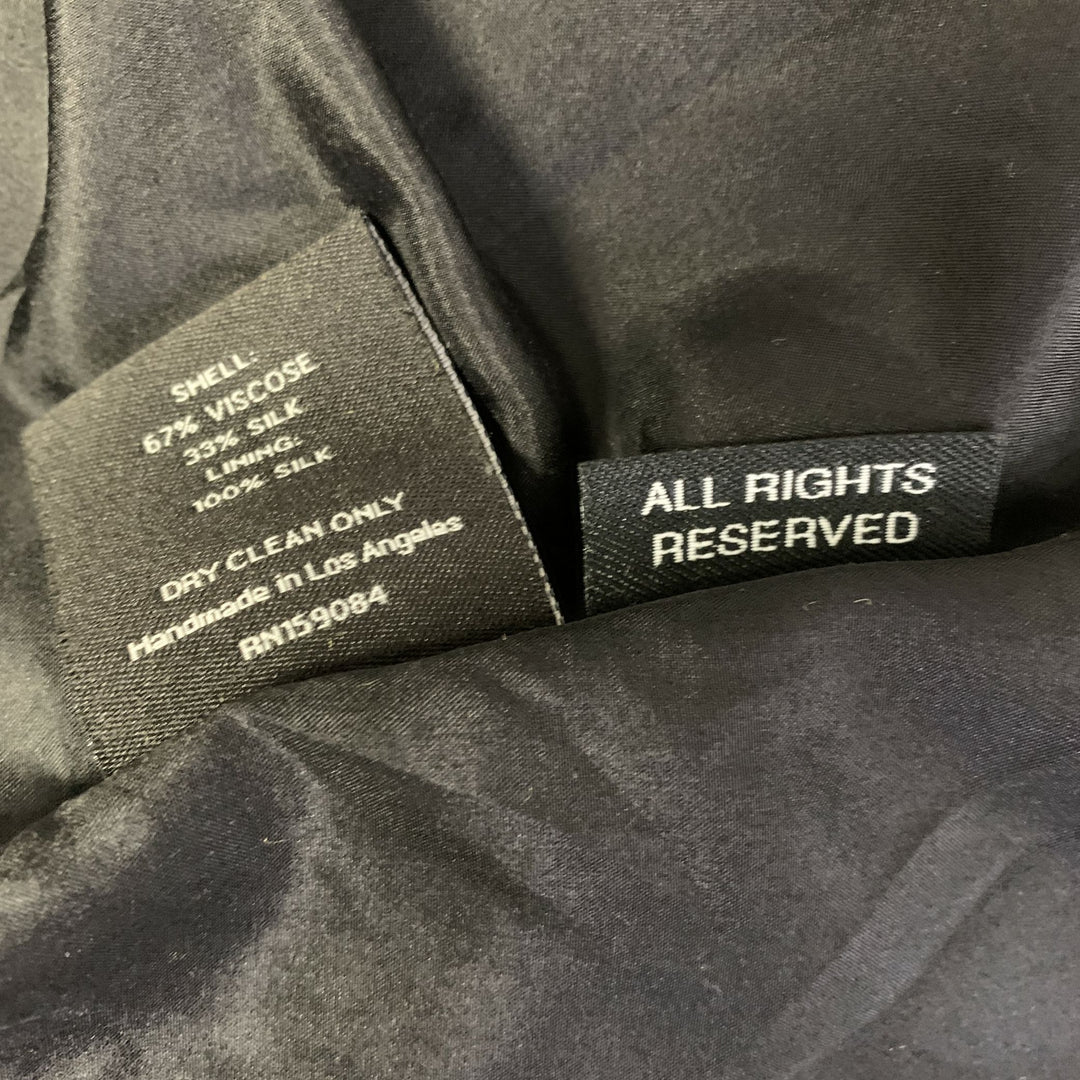 SHELL:
67% VISCOSE
33% SILK
LINING:
100% SILK
DRY CLEAN ONLY
Handmade in Los Angeles
RN159084
ALL RIGHTS
RESERVED